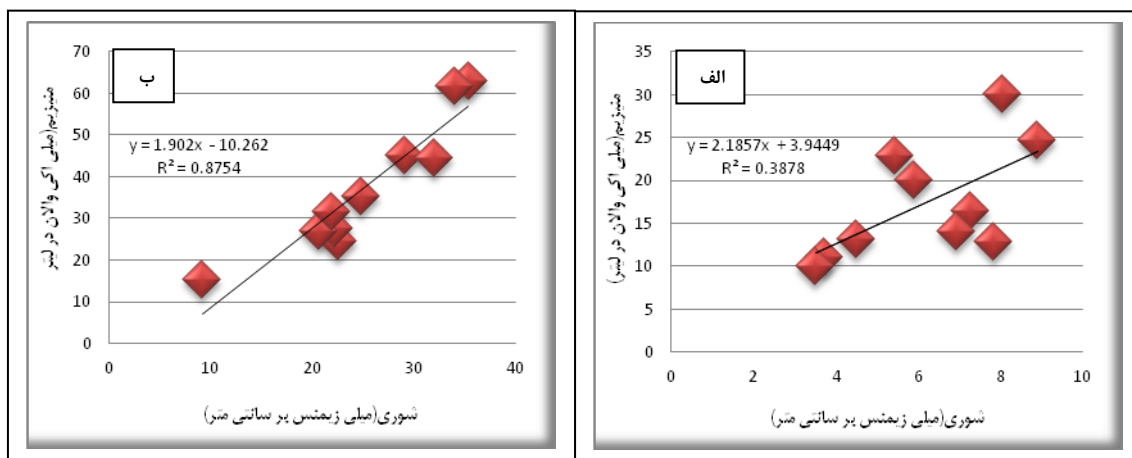 الف
منیزیم(میلی اکی والان در لیتر)
35
30
25
20
15
10
5
0
y = 2.1857x + 3.9449
R² = 0.3878
0 2 4 6 8 10
شوری(میلی زیمنس بر سانتی متر)
ب
منیزیم(میلی اکی والان در لیتر
70
60
50
40
30
20
10
0
y = 1.902x - 10.262
R² = 0.8754
0 10 20 30 40
شوری(میلی زیمنس بر سانتی متر)